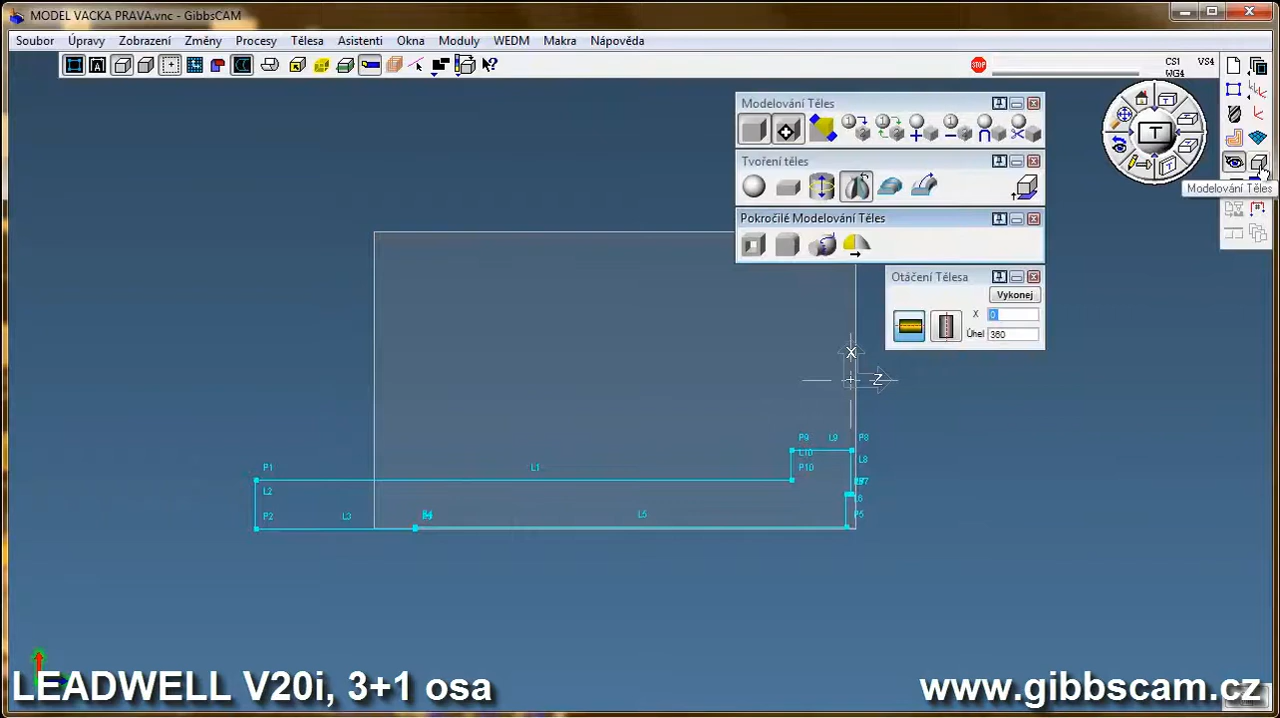 MODEL VACKA PRAVA.vnc - GibbsCAM
Soubor Úpravy Zobrazení Změny Procesy Tělesa Asistenti Okna Moduly WEDM Makra Nápověda
STOP
CS1 VS4
WG4
Modelování Těles
Tvoření těles
T
Modelování Těles
Pokročilé Modelování Těles
Otáčení Tělesa
Vykonej
X 0
Úhel 360
X
Z
P9 L9 P8
L10 L8
P1 L1 P10
L2
L6
P2 L3 L5 P5
LEADWELL V20i, 3+1 osa
www.gibbscam.cz